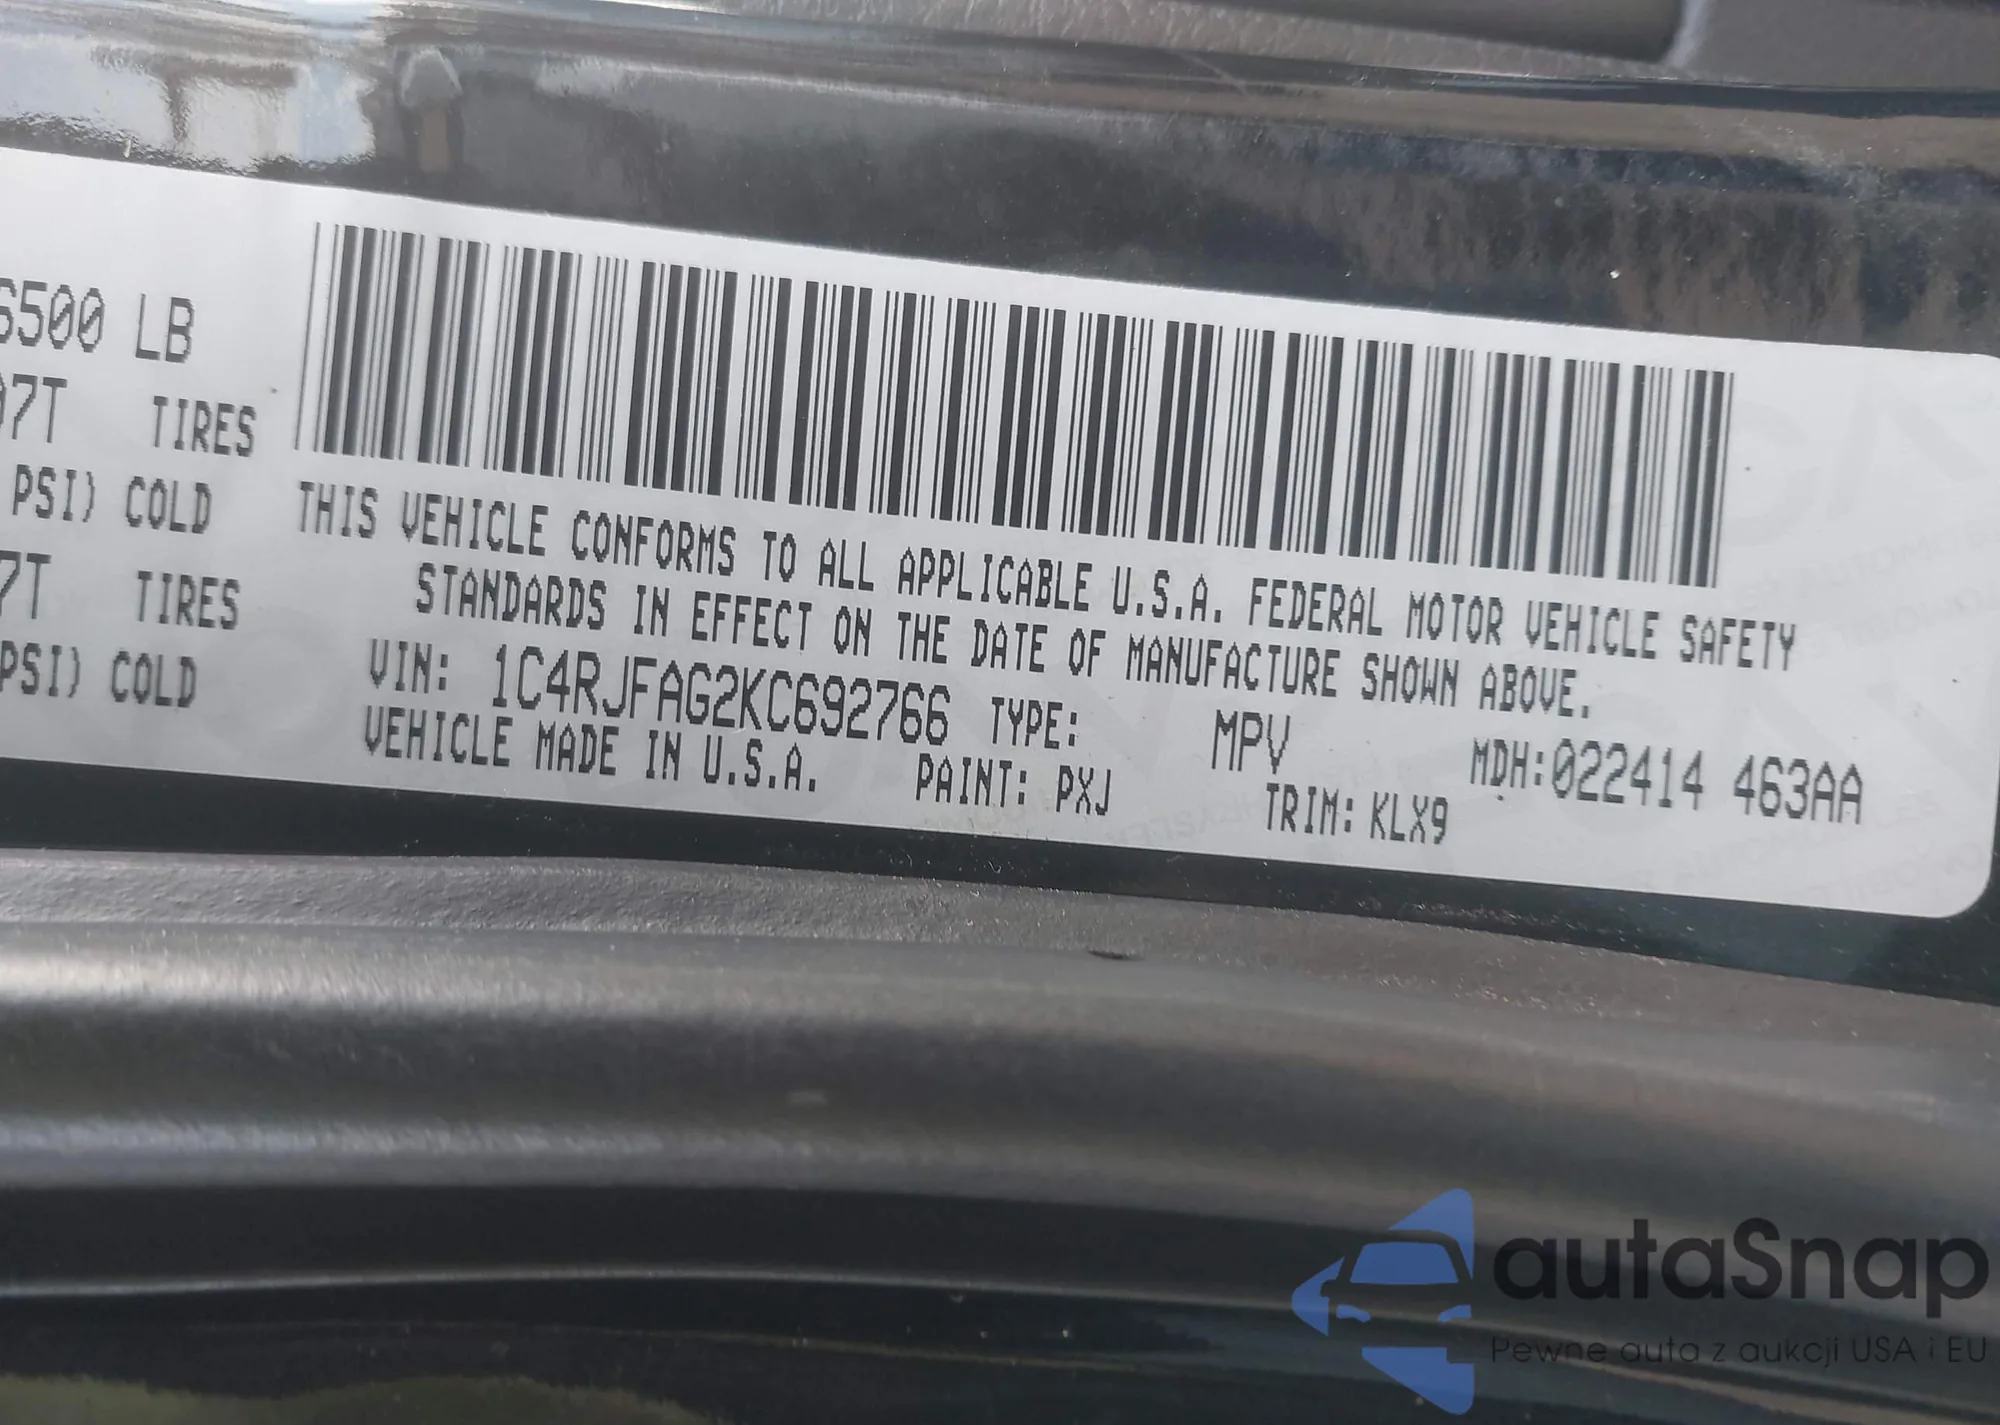 6500 LB
07T TIRES
PSI) COLD
7T TIRES
PSI) COLD
THIS VEHICLE CONFORMS TO ALL APPLICABLE U.S.A. FEDERAL MOTOR VEHICLE SAFETY
STANDARDS IN EFFECT ON THE DATE OF MANUFACTURE SHOWN ABOVE.
VIN: 1C4RJFAG2KC692766 TYPE: MPV MDH:022414 463AA
VEHICLE MADE IN U.S.A. PAINT: PXJ TRIM: KLX9
autaSnap
Pewne auta z aukcji USA i EU